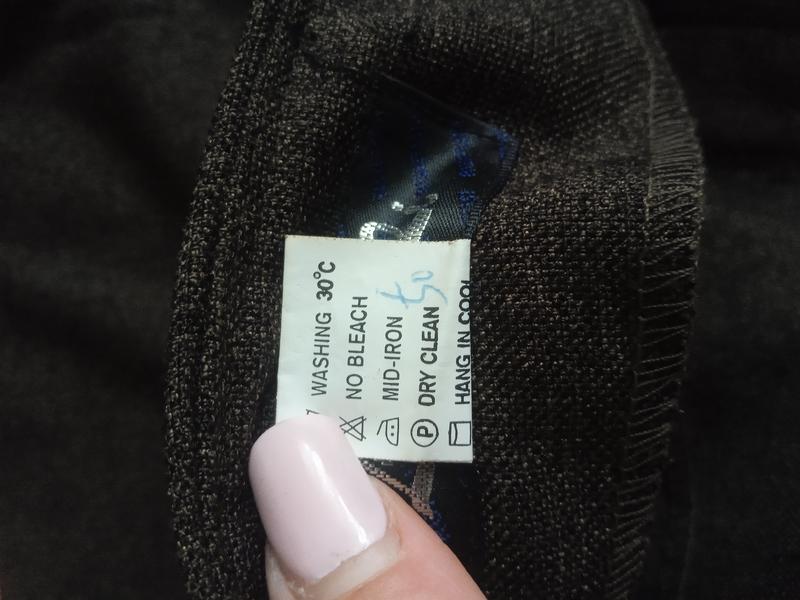 WASHING 30°C
NO BLEACH
MID-IRON
DRY CLEAN
HANG IN COOL
P